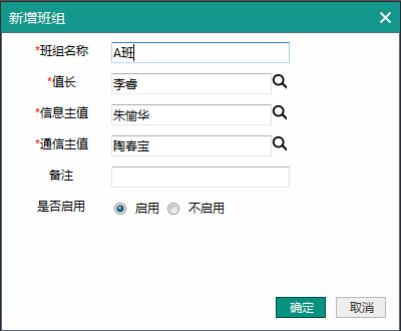 新增班组
*班组名称 A班
*值长 李睿
*信息主值 朱愉华
*通信主值 陶春宝
备注
是否启用 启用 不启用
确定 取消